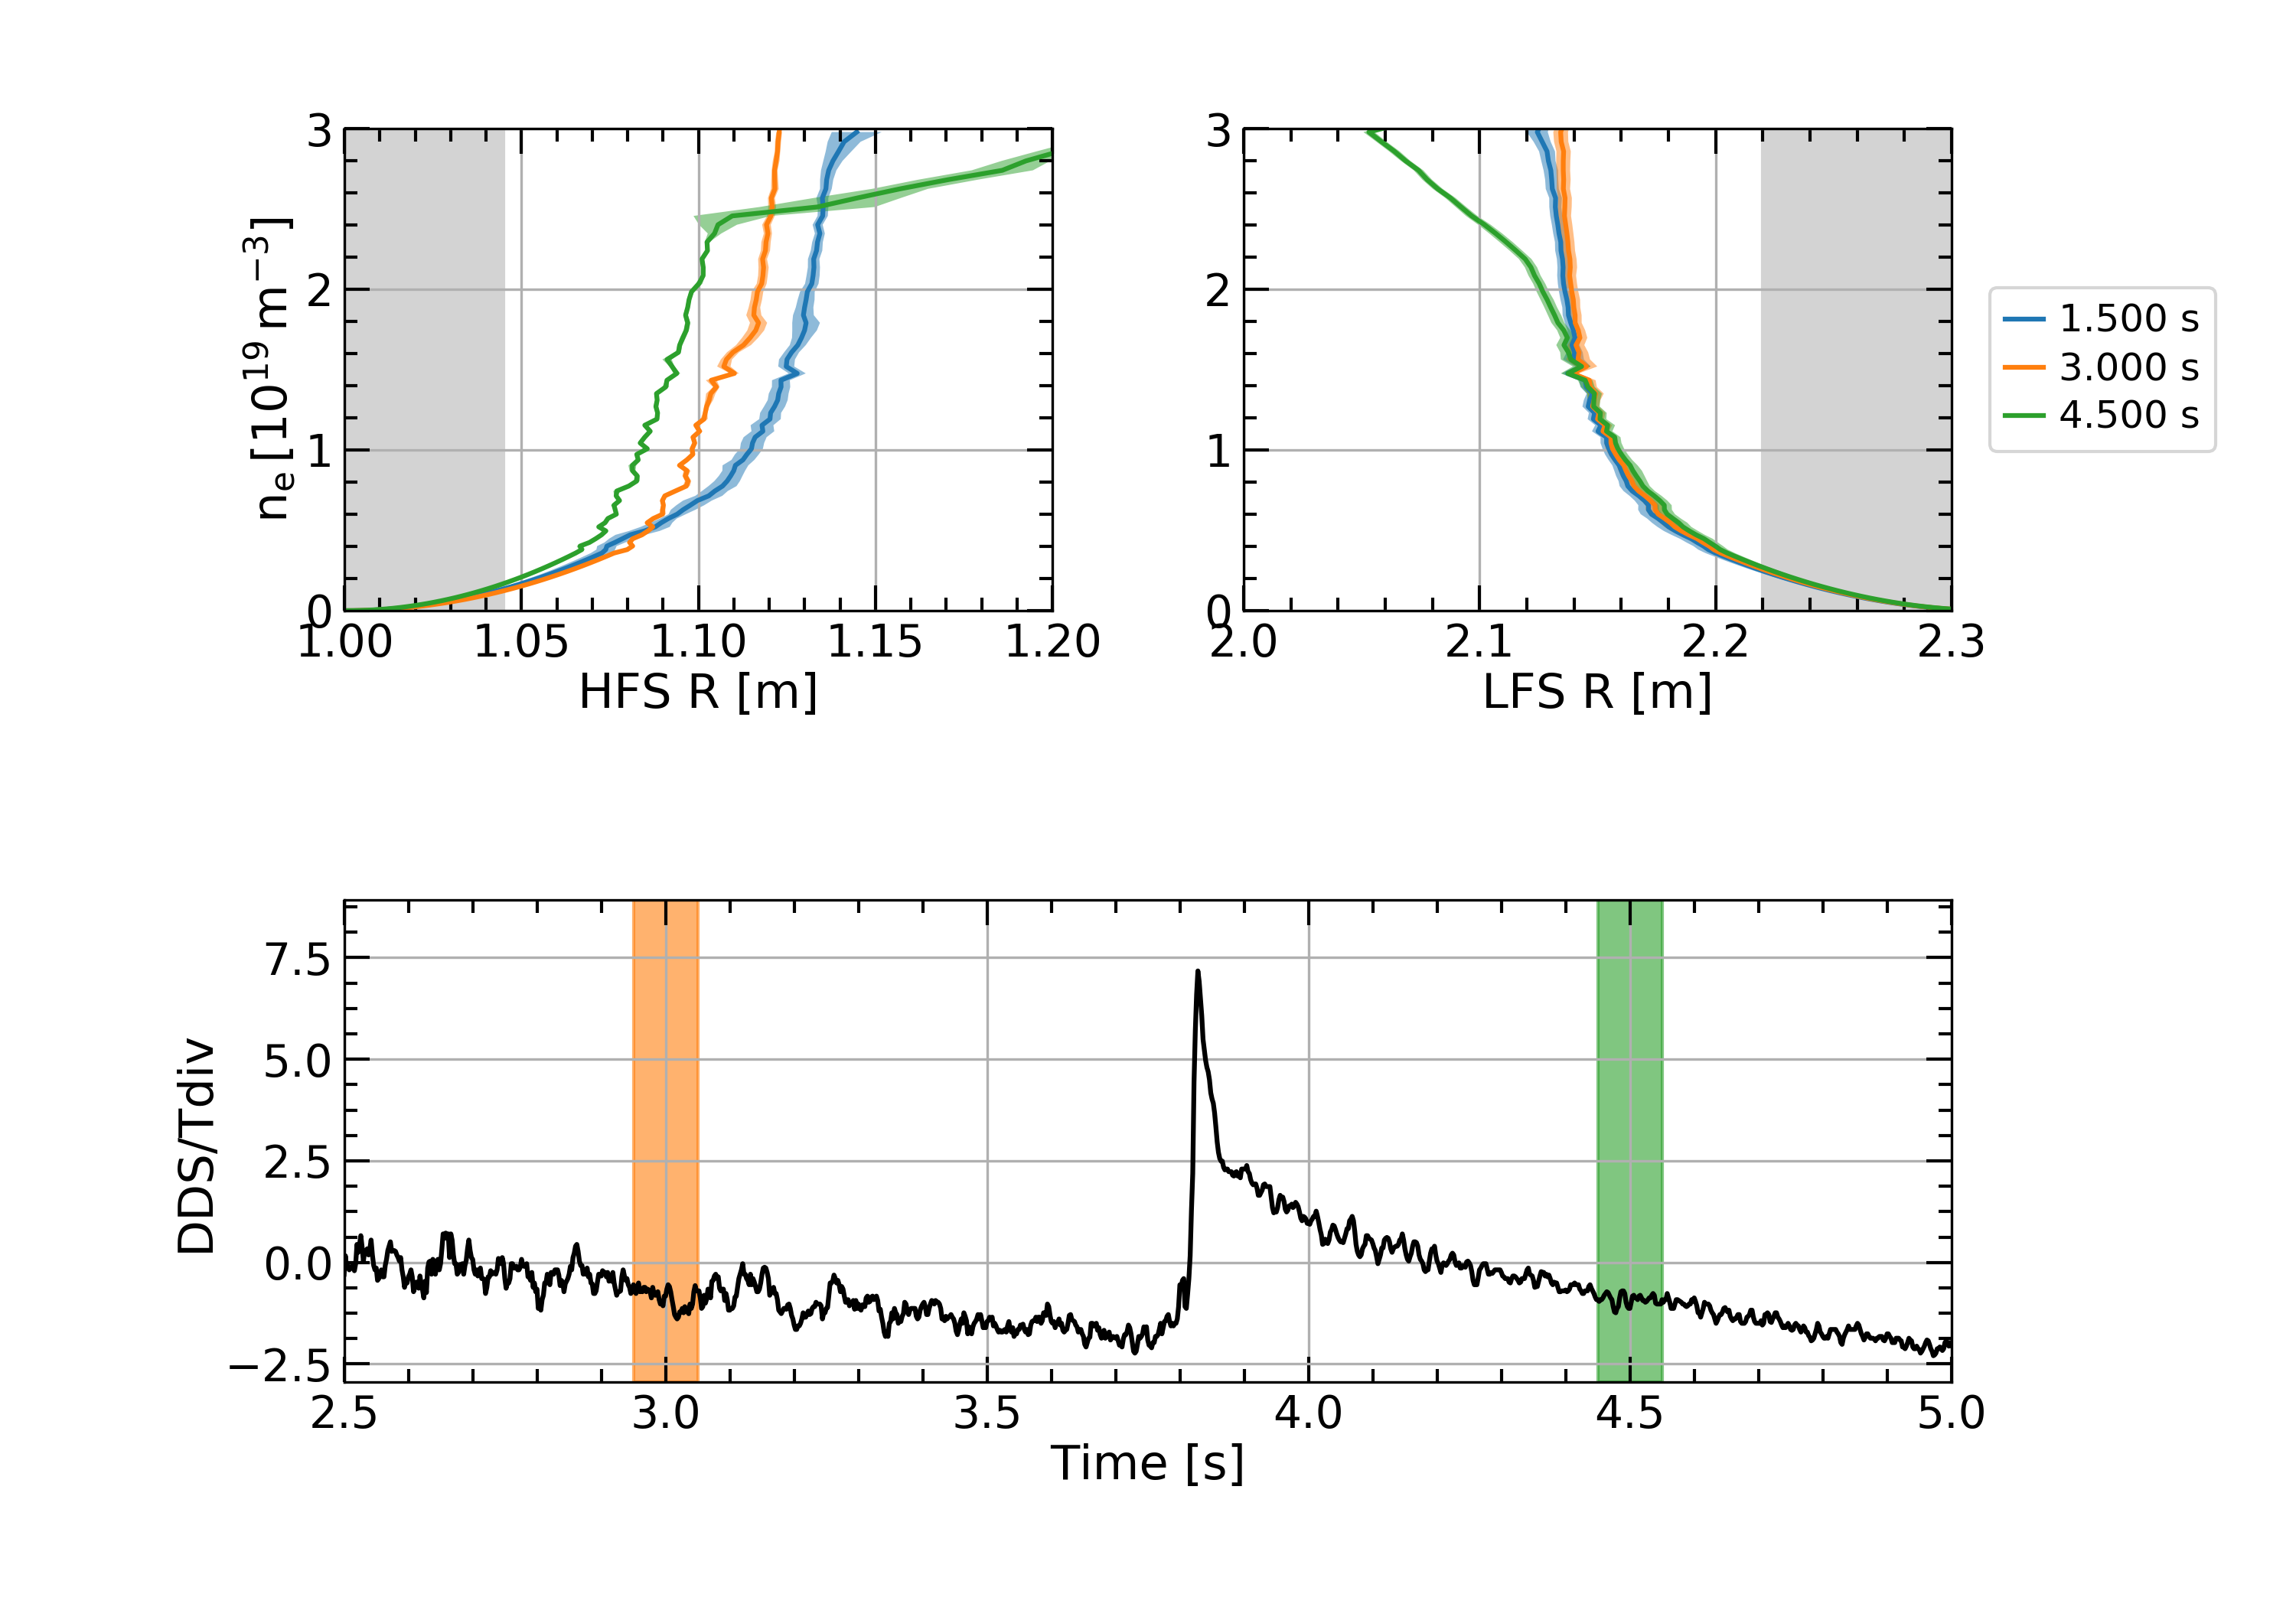 3
2
1
0
nₑ [10¹⁹ m⁻³]
1.00 1.05 1.10 1.15 1.20
HFS R [m]
3
2
1
0
2.0 2.1 2.2 2.3
LFS R [m]
1.500 s
3.000 s
4.500 s
7.5
5.0
2.5
0.0
−2.5
DDS/Tdiv
2.5 3.0 3.5 4.0 4.5 5.0
Time [s]